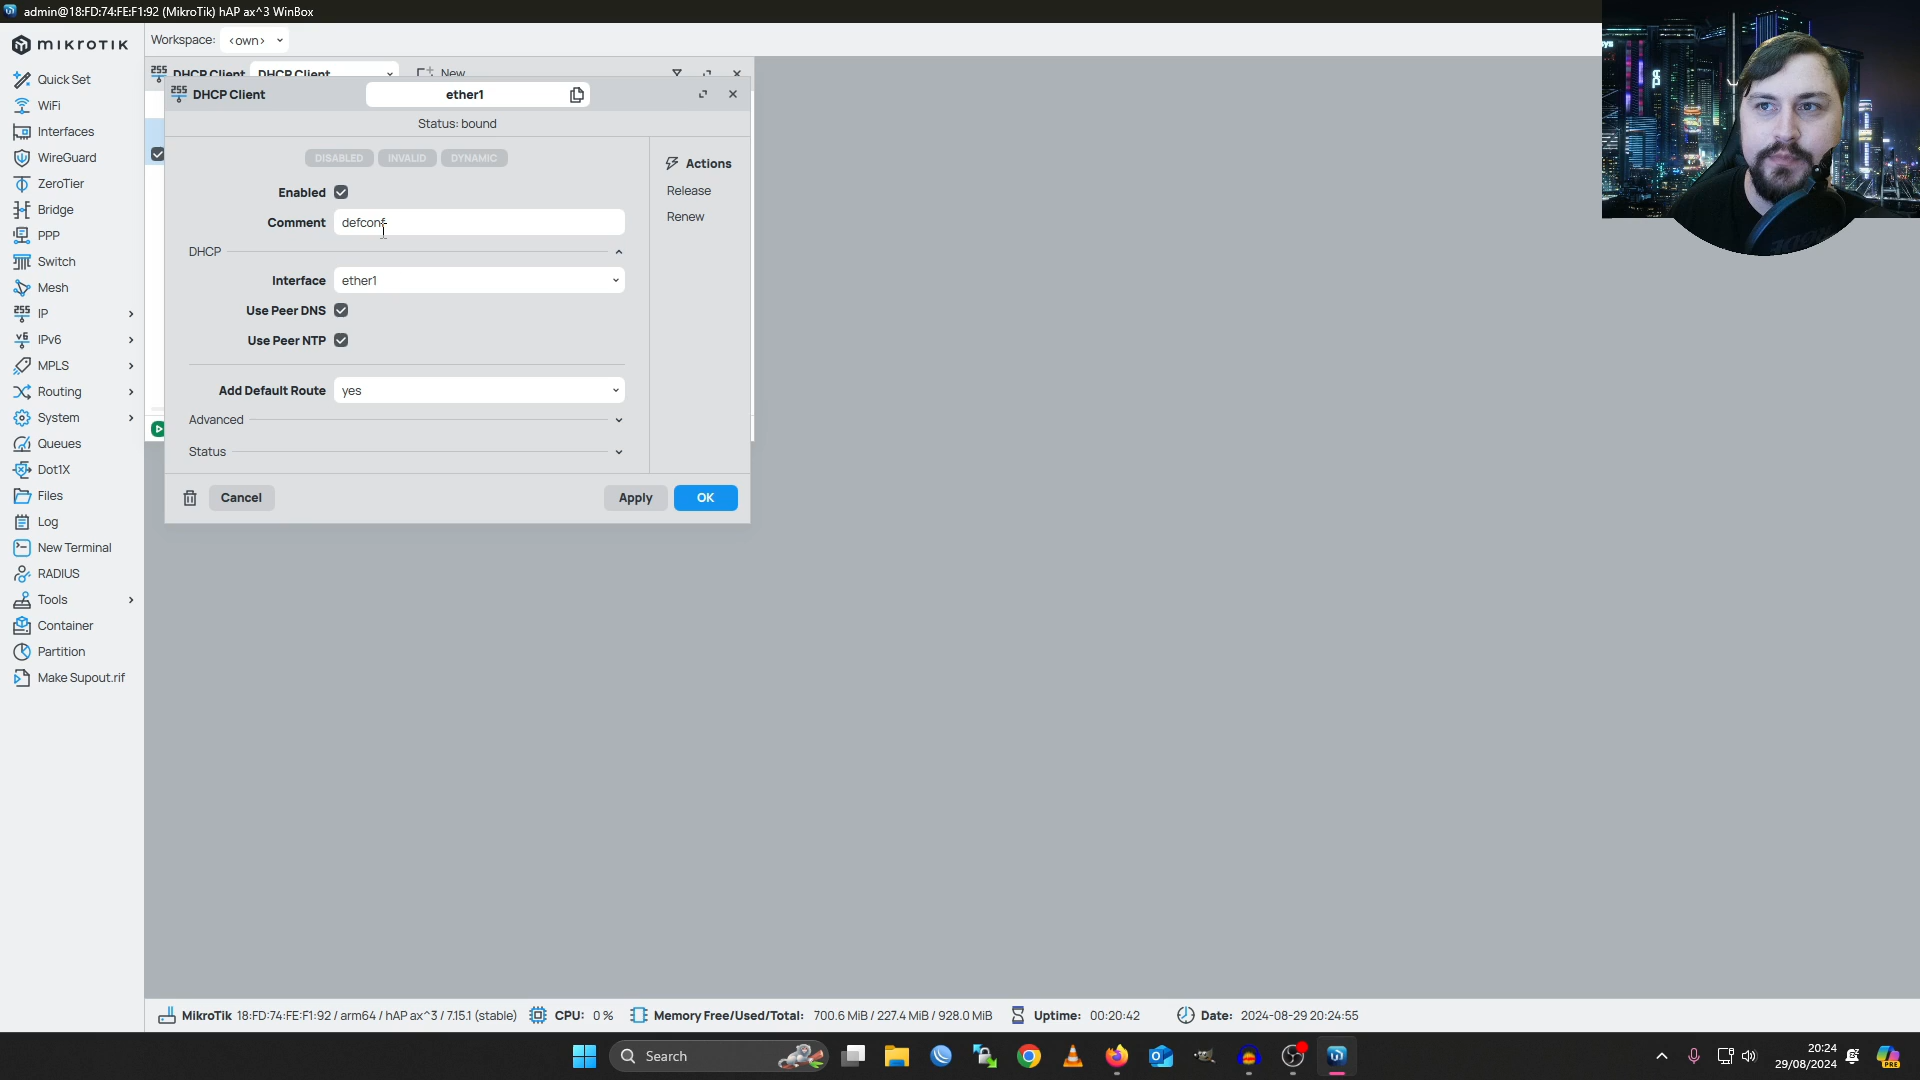 admin@18:FD:74:FE:F1:92 (MikroTik) hAP ax^3 WinBox
MIKROTIK
Workspace: <own>
DHCP Client DHCP Client New
DHCP Client ether1
Status: bound
DISABLED INVALID DYNAMIC
Enabled
Comment defconf
DHCP
Interface ether1
Use Peer DNS
Use Peer NTP
Add Default Route yes
Advanced
Status
Cancel Apply OK
Actions
Release
Renew
Quick Set
WiFi
Interfaces
WireGuard
ZeroTier
Bridge
PPP
Switch
Mesh
IP
IPv6
MPLS
Routing
System
Queues
Dot1X
Files
Log
New Terminal
RADIUS
Tools
Container
Partition
Make Supout.rif
MikroTik 18:FD:74:FE:F1:92 / arm64 / hAP ax^3 / 7.15.1 (stable) CPU: 0 % Memory Free/Used/Total: 700.6 MiB / 227.4 MiB / 928.0 MiB Uptime: 00:20:42 Date: 2024-08-29 20:24:55
Search
20:24
29/08/2024